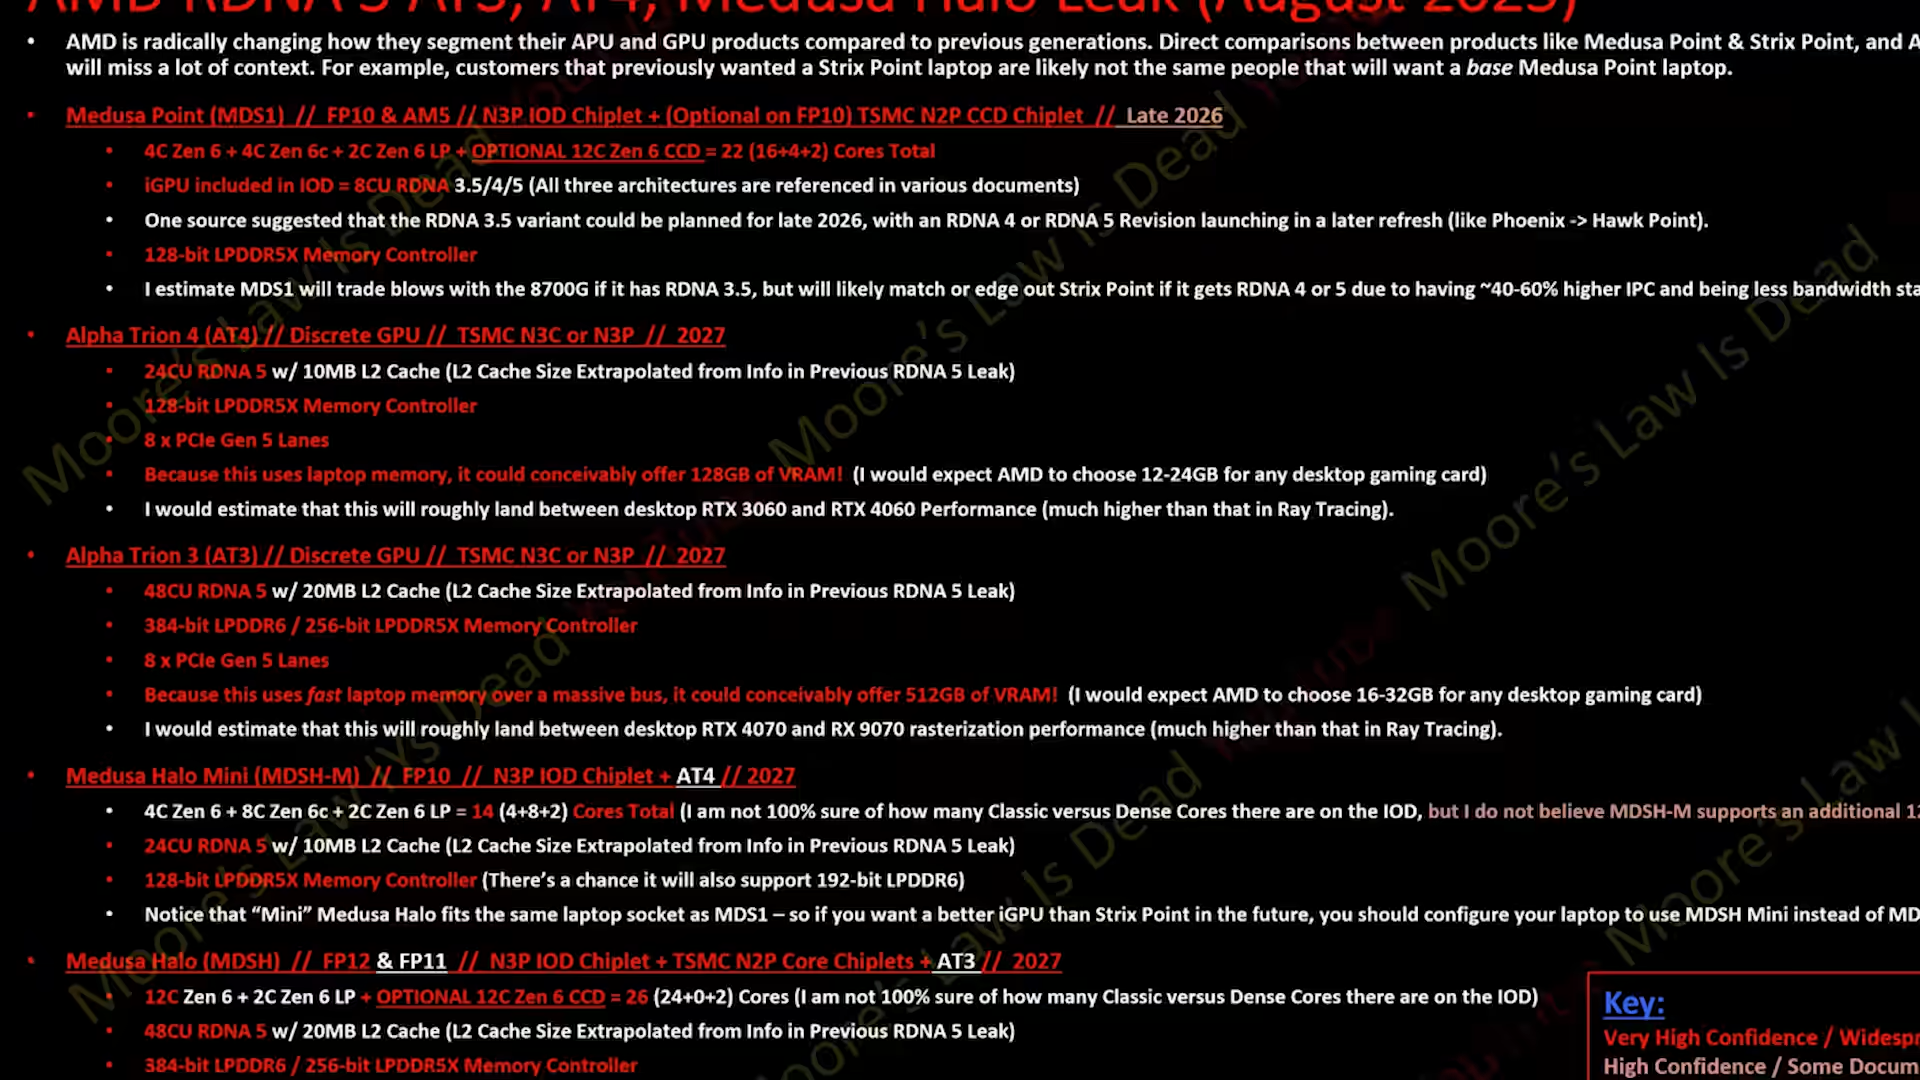 AMD RDNA 5 AT3, AT4, Medusa Halo Leak (August 2025)
• AMD is radically changing how they segment their APU and GPU products compared to previous generations. Direct comparisons between products like Medusa Point & Strix Point, and A
will miss a lot of context. For example, customers that previously wanted a Strix Point laptop are likely not the same people that will want a base Medusa Point laptop.
• Medusa Point (MDS1) // FP10 & AM5 // N3P IOD Chiplet + (Optional on FP10) TSMC N2P CCD Chiplet // Late 2026
• 4C Zen 6 + 4C Zen 6c + 2C Zen 6 LP + OPTIONAL 12C Zen 6 CCD = 22 (16+4+2) Cores Total
• iGPU included in IOD = 8CU RDNA 3.5/4/5 (All three architectures are referenced in various documents)
• One source suggested that the RDNA 3.5 variant could be planned for late 2026, with an RDNA 4 or RDNA 5 Revision launching in a later refresh (like Phoenix -> Hawk Point).
• 128-bit LPDDR5X Memory Controller
• I estimate MDS1 will trade blows with the 8700G if it has RDNA 3.5, but will likely match or edge out Strix Point if it gets RDNA 4 or 5 due to having ~40-60% higher IPC and being less bandwidth sta
• Alpha Trion 4 (AT4) // Discrete GPU // TSMC N3C or N3P // 2027
• 24CU RDNA 5 w/ 10MB L2 Cache (L2 Cache Size Extrapolated from Info in Previous RDNA 5 Leak)
• 128-bit LPDDR5X Memory Controller
• 8 x PCIe Gen 5 Lanes
• Because this uses laptop memory, it could conceivably offer 128GB of VRAM! (I would expect AMD to choose 12-24GB for any desktop gaming card)
• I would estimate that this will roughly land between desktop RTX 3060 and RTX 4060 Performance (much higher than that in Ray Tracing).
• Alpha Trion 3 (AT3) // Discrete GPU // TSMC N3C or N3P // 2027
• 48CU RDNA 5 w/ 20MB L2 Cache (L2 Cache Size Extrapolated from Info in Previous RDNA 5 Leak)
• 384-bit LPDDR6 / 256-bit LPDDR5X Memory Controller
• 8 x PCIe Gen 5 Lanes
• Because this uses fast laptop memory over a massive bus, it could conceivably offer 512GB of VRAM! (I would expect AMD to choose 16-32GB for any desktop gaming card)
• I would estimate that this will roughly land between desktop RTX 4070 and RX 9070 rasterization performance (much higher than that in Ray Tracing).
• Medusa Halo Mini (MDSH-M) // FP10 // N3P IOD Chiplet + AT4 // 2027
• 4C Zen 6 + 8C Zen 6c + 2C Zen 6 LP = 14 (4+8+2) Cores Total (I am not 100% sure of how many Classic versus Dense Cores there are on the IOD, but I do not believe MDSH-M supports an additional 12
• 24CU RDNA 5 w/ 10MB L2 Cache (L2 Cache Size Extrapolated from Info in Previous RDNA 5 Leak)
• 128-bit LPDDR5X Memory Controller (There's a chance it will also support 192-bit LPDDR6)
• Notice that “Mini” Medusa Halo fits the same laptop socket as MDS1 – so if you want a better iGPU than Strix Point in the future, you should configure your laptop to use MDSH Mini instead of MD
• Medusa Halo (MDSH) // FP12 & FP11 // N3P IOD Chiplet + TSMC N2P Core Chiplets + AT3 // 2027
• 12C Zen 6 + 2C Zen 6 LP + OPTIONAL 12C Zen 6 CCD = 26 (24+0+2) Cores (I am not 100% sure of how many Classic versus Dense Cores there are on the IOD)
• 48CU RDNA 5 w/ 20MB L2 Cache (L2 Cache Size Extrapolated from Info in Previous RDNA 5 Leak)
• 384-bit LPDDR6 / 256-bit LPDDR5X Memory Controller
Key:
Very High Confidence / Widespr
High Confidence / Some Docum
Moore's Law Is Dead
Moore's Law Is Dead
Moore's Law Is Dead